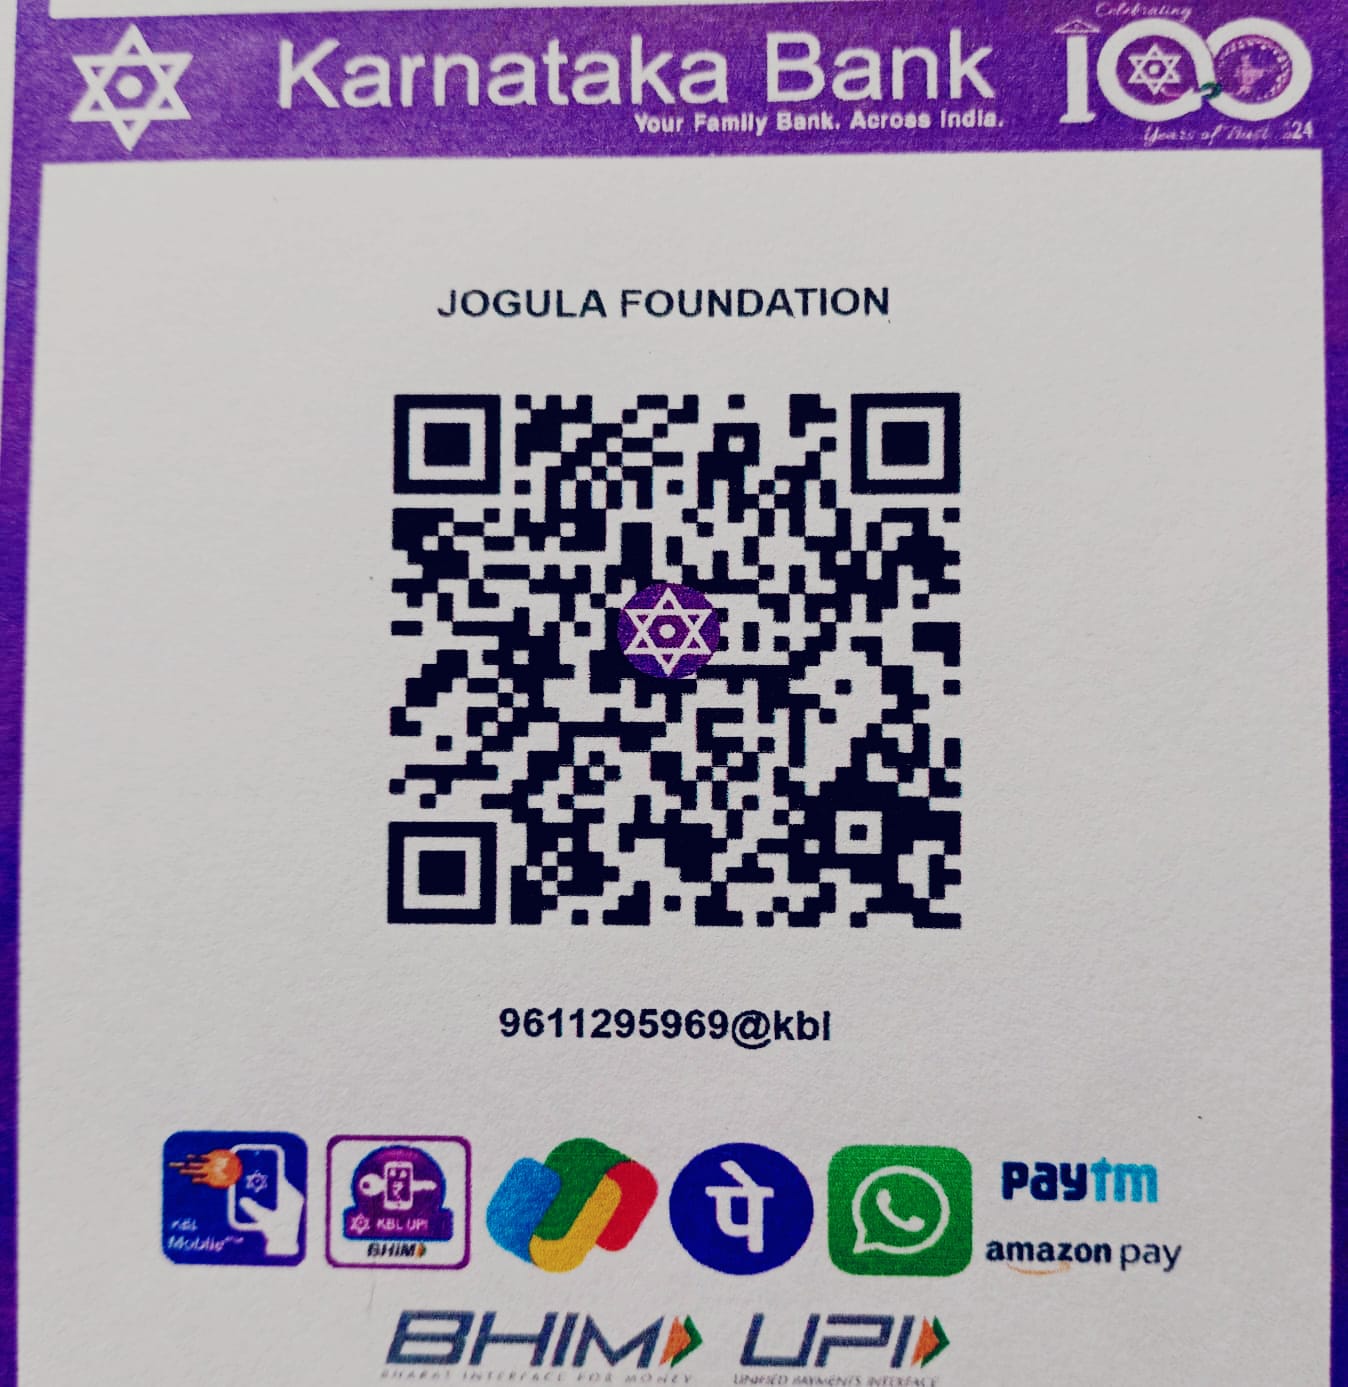 Celebrating
Karnataka Bank
100
Your Family Bank. Across India.
Years of Trust
24
JOGULA FOUNDATION
9611295969@kbl
KBL
Mobile
KBL UPI
BHIM
पे
paytm
amazon pay
BHIM UPI
BHARAT INTERFACE FOR MONEY UNIFIED PAYMENTS INTERFACE